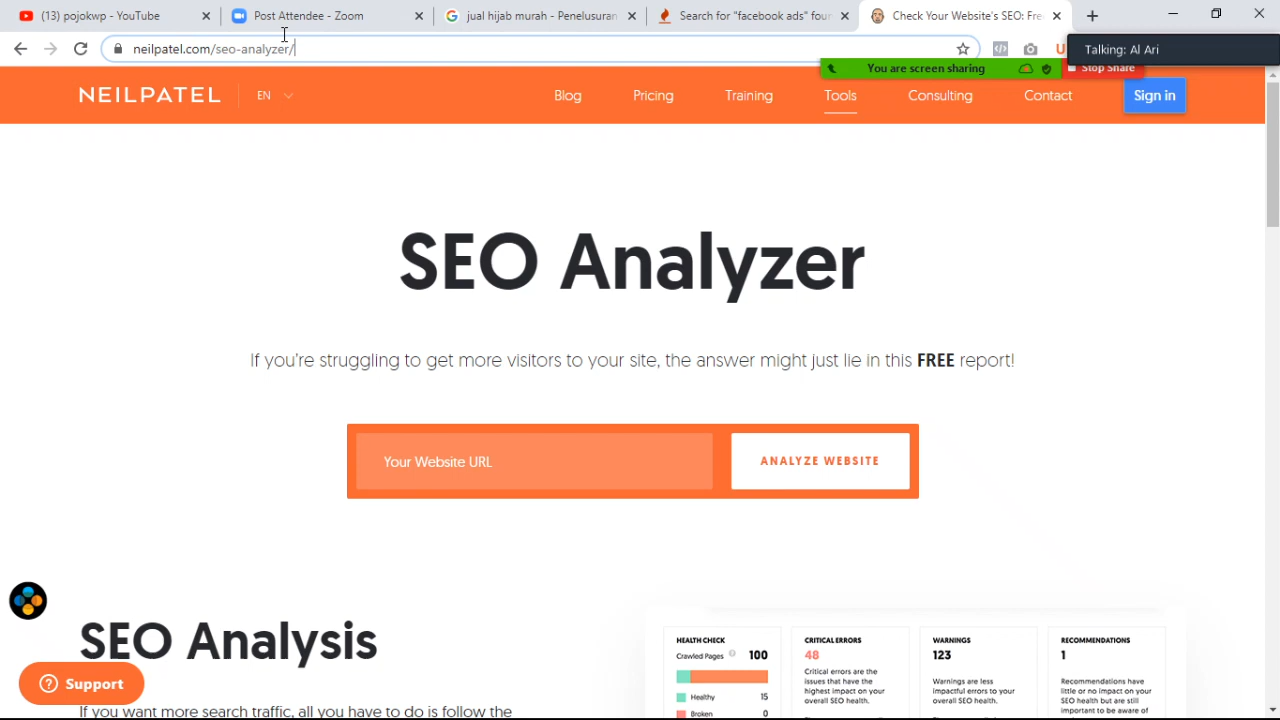 (13) pojokwp - YouTube
Post Attendee - Zoom
jual hijab murah - Penelusuran
Search for "facebook ads" four
Check Your Website's SEO: Fre
neilpatel.com/seo-analyzer/
Talking: Al Ari
You are screen sharing
Stop Share
NEILPATEL
EN
Blog
Pricing
Training
Tools
Consulting
Contact
Sign in
SEO Analyzer
If you're struggling to get more visitors to your site, the answer might just lie in this FREE report!
Your Website URL
ANALYZE WEBSITE
SEO Analysis
If you want more search traffic, all you have to do is follow the
Support
HEALTH CHECK
Crawled Pages 100
Healthy 15
Broken 0
CRITICAL ERRORS
48
Critical errors are the
issues that have the
highest impact on your
overall SEO health.
WARNINGS
123
Warnings are less
impactful errors to your
overall SEO health.
RECOMMENDATIONS
1
Recommendations have
little or no impact on your
SEO health but are still
important to be aware of